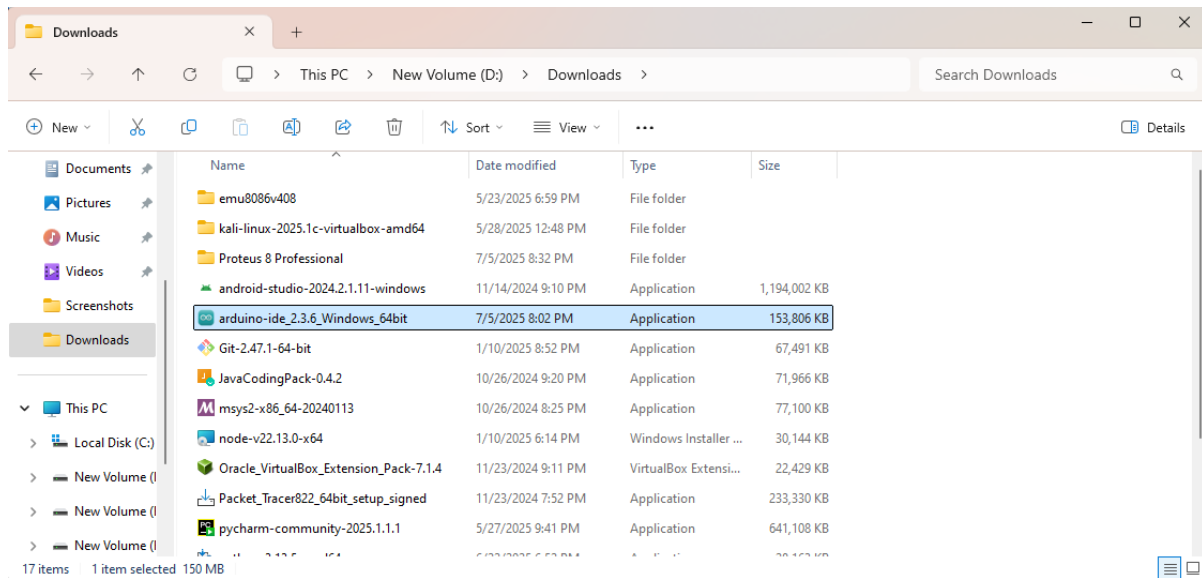 Downloads
This PC > New Volume (D:) > Downloads >
Search Downloads
New
Sort
View
Details
Documents
Pictures
Music
Videos
Screenshots
Downloads
This PC
Local Disk (C:)
New Volume (
New Volume (
New Volume (
Name Date modified Type Size
emu8086v408 5/23/2025 6:59 PM File folder
kali-linux-2025.1c-virtualbox-amd64 5/28/2025 12:48 PM File folder
Proteus 8 Professional 7/5/2025 8:32 PM File folder
android-studio-2024.2.1.11-windows 11/14/2024 9:10 PM Application 1,194,002 KB
arduino-ide_2.3.6_Windows_64bit 7/5/2025 8:02 PM Application 153,806 KB
Git-2.47.1-64-bit 1/10/2025 8:52 PM Application 67,491 KB
JavaCodingPack-0.4.2 10/26/2024 9:20 PM Application 71,966 KB
msys2-x86_64-20240113 10/26/2024 8:25 PM Application 77,100 KB
node-v22.13.0-x64 1/10/2025 6:14 PM Windows Installer ... 30,144 KB
Oracle_VirtualBox_Extension_Pack-7.1.4 11/23/2024 9:11 PM VirtualBox Extensi... 22,429 KB
Packet_Tracer822_64bit_setup_signed 11/23/2024 7:52 PM Application 233,330 KB
pycharm-community-2025.1.1.1 5/27/2025 9:41 PM Application 641,108 KB
17 items 1 item selected 150 MB